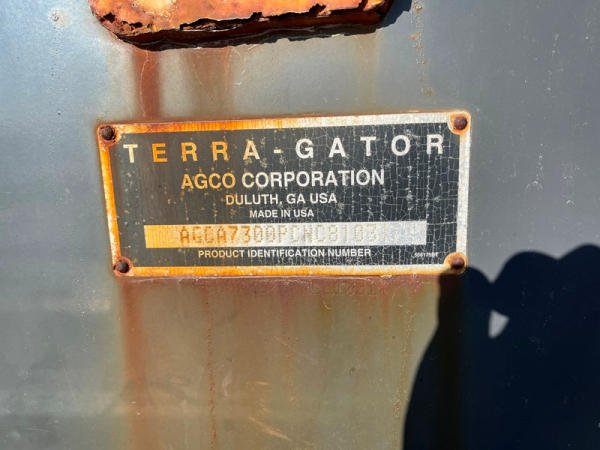 TERRA-GATOR
AGCO CORPORATION
DULUTH, GA USA
MADE IN USA
PRODUCT IDENTIFICATION NUMBER